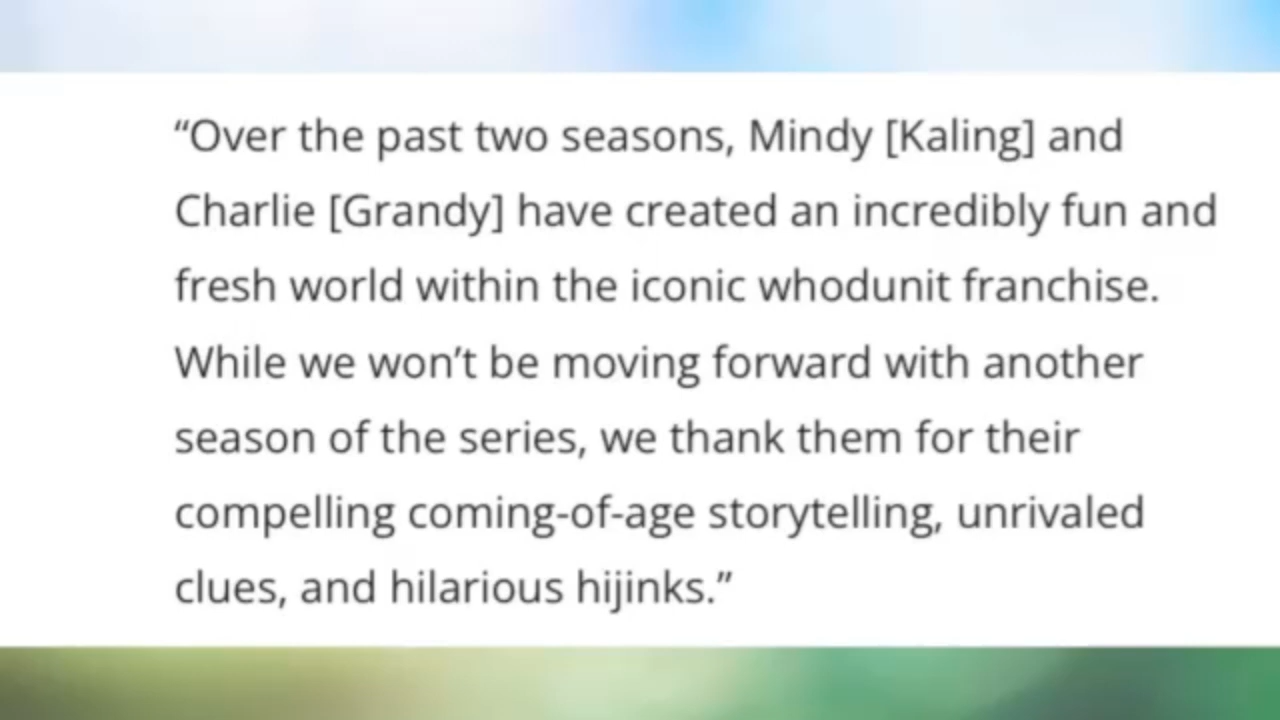 “Over the past two seasons, Mindy [Kaling] and
Charlie [Grandy] have created an incredibly fun and
fresh world within the iconic whodunit franchise.
While we won’t be moving forward with another
season of the series, we thank them for their
compelling coming-of-age storytelling, unrivaled
clues, and hilarious hijinks.”